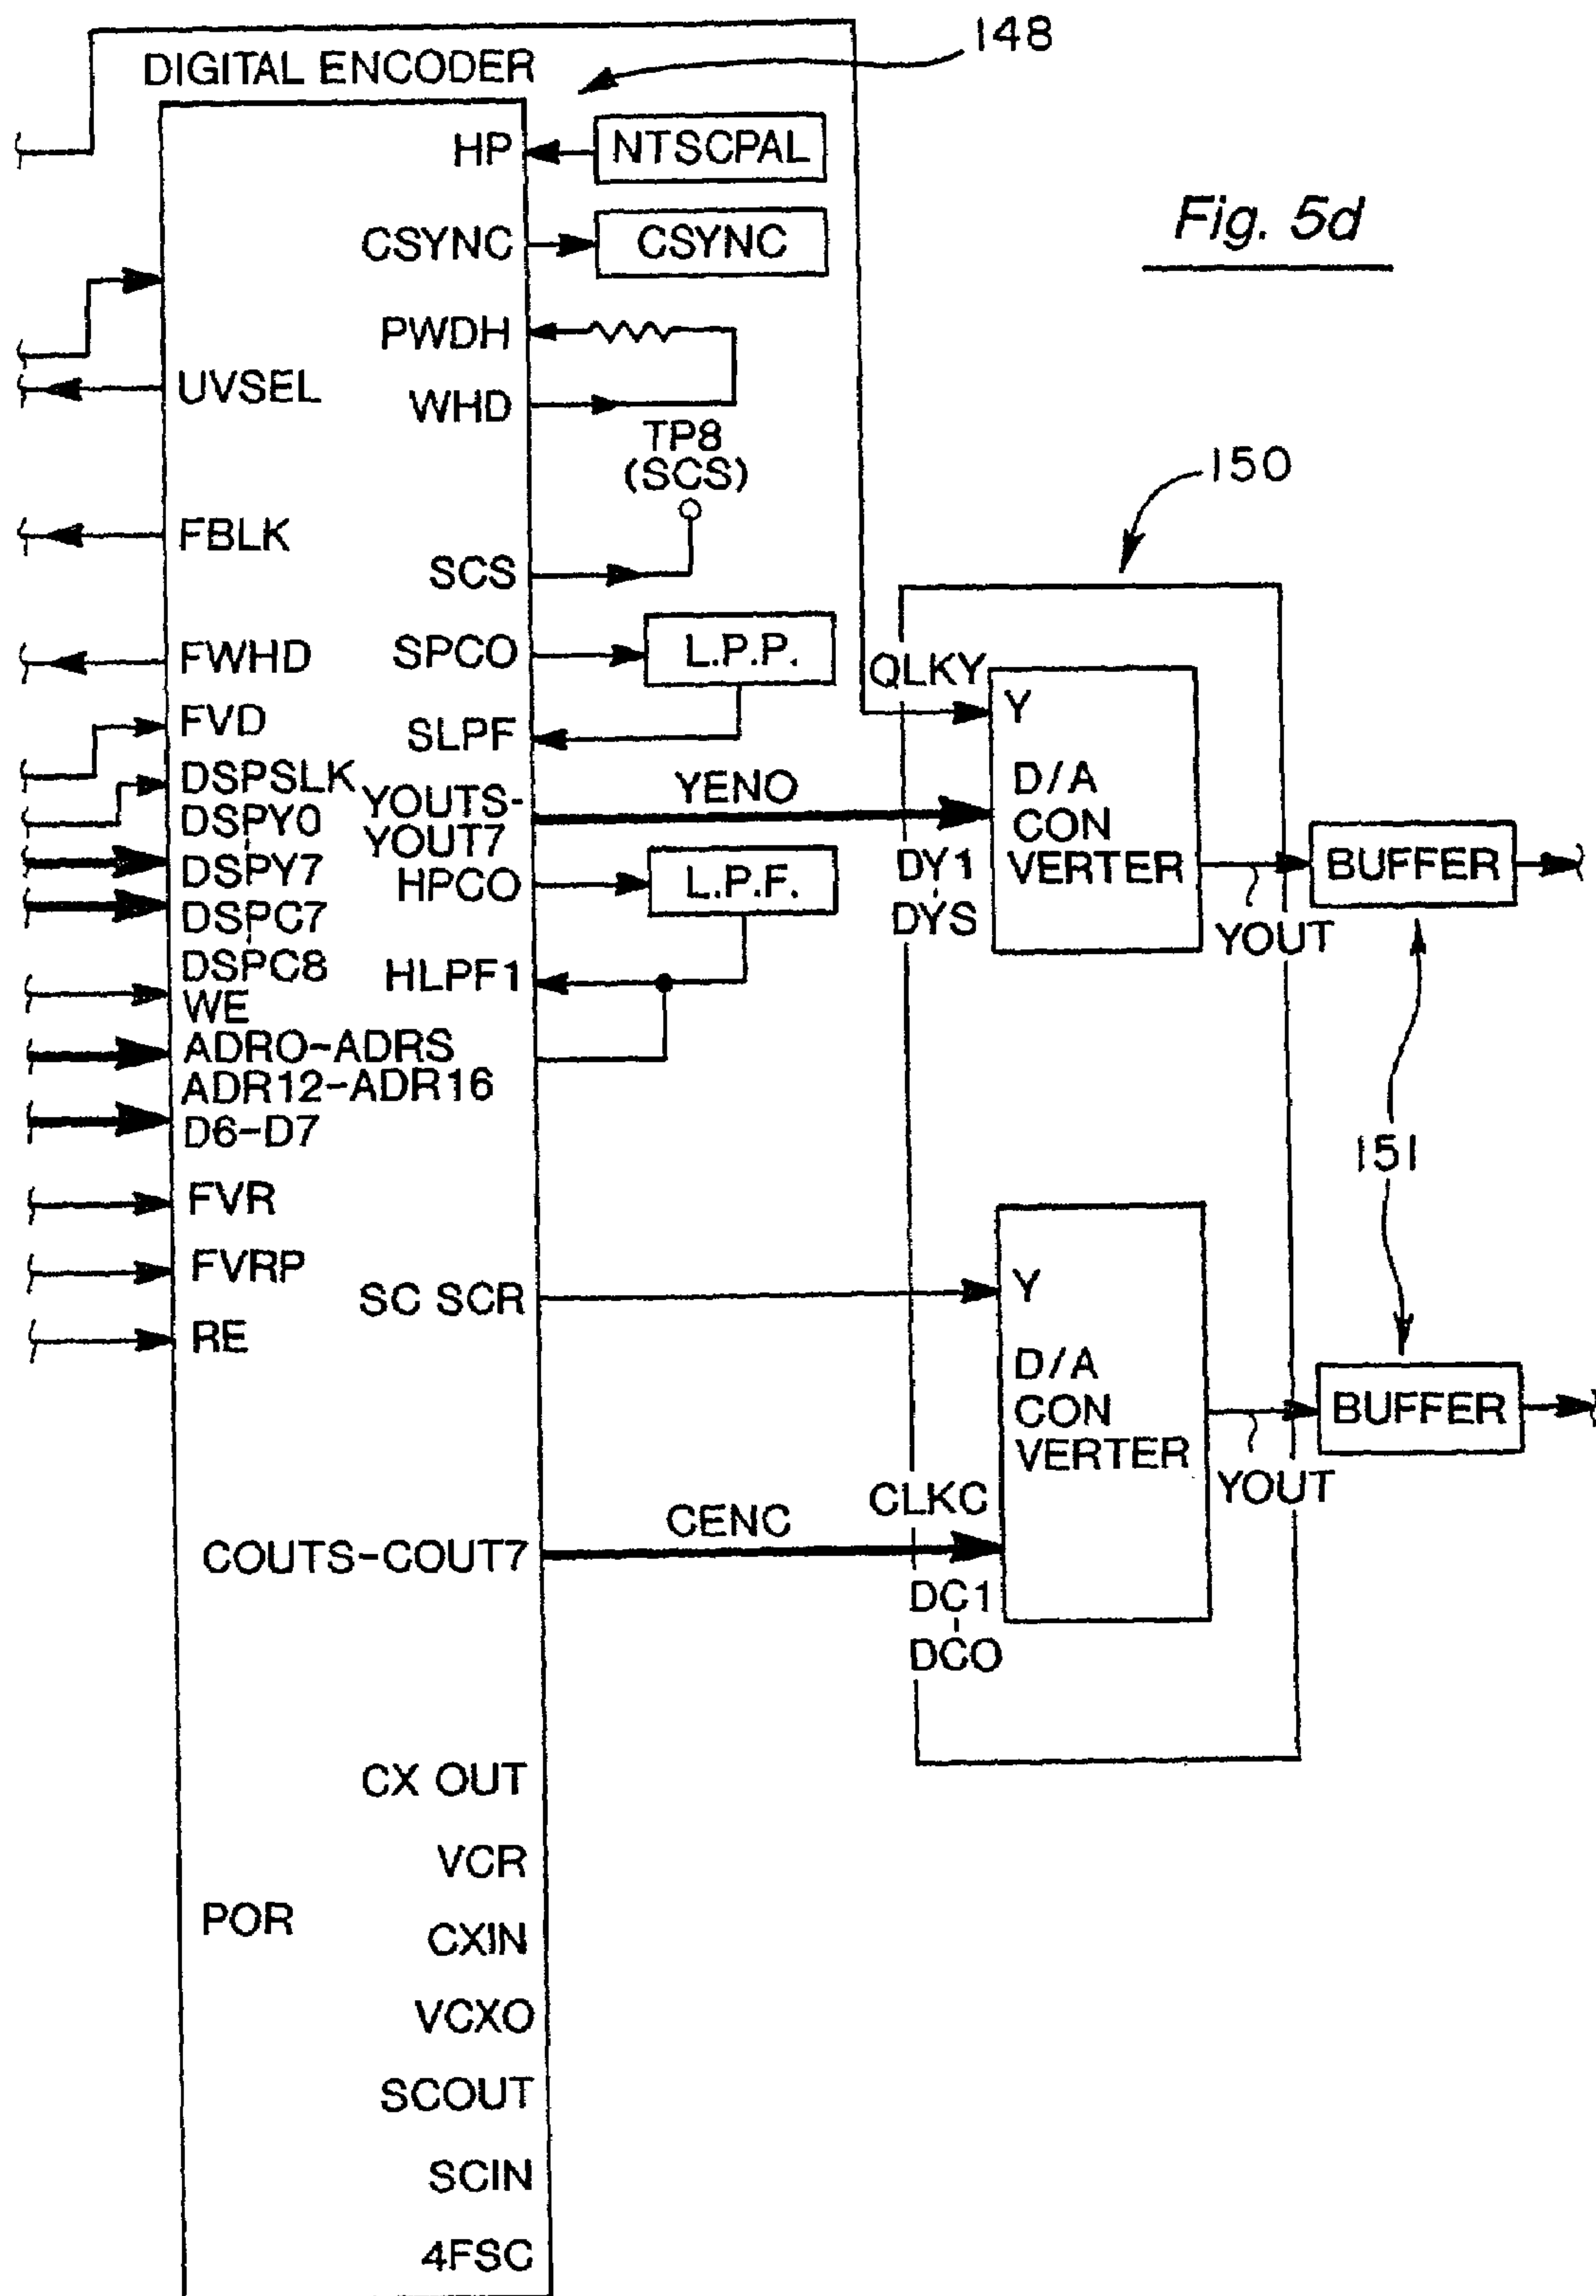 148
DIGITAL ENCODER
HP
NTSCPAL
Fig. 5d
CSYNC
CSYNC
PWDH
UVSEL
WHD
TP8
(SCS)
150
FBLK
SCS
FWHD
SPCO
L.P.P.
QLKY
Y
FVD
SLPF
DSPSLK
YOUTS-
YOUT7
YENO
D/A
CON
VERTER
DSPY0
DSPY7
HPCO
L.P.F.
DY1
DYS
BUFFER
DSPC7
YOUT
DSPC8
HLPF1
WE
ADRO-ADRS
ADR12-ADR16
D6-D7
151
FVR
FVRP
SC SCR
Y
RE
D/A
CON
VERTER
BUFFER
YOUT
CLKC
CENC
COUTS-COUT7
DC1
DCO
CX OUT
VCR
POR
CXIN
VCXO
SCOUT
SCIN
4FSC